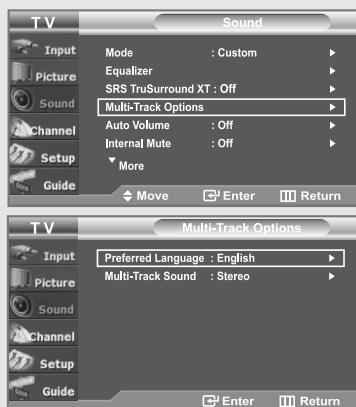 TV Sound
Input
Picture
Sound
Channel
Setup
Guide
Mode : Custom ►
Equalizer ►
SRS TruSurround XT : Off ►
Multi-Track Options ►
Auto Volume : Off ►
Internal Mute : Off ►
▼More
Move Enter Return
TV Multi-Track Options
Input
Picture
Sound
Channel
Setup
Guide
Preferred Language : English ►
Multi-Track Sound : Stereo ►
Enter Return